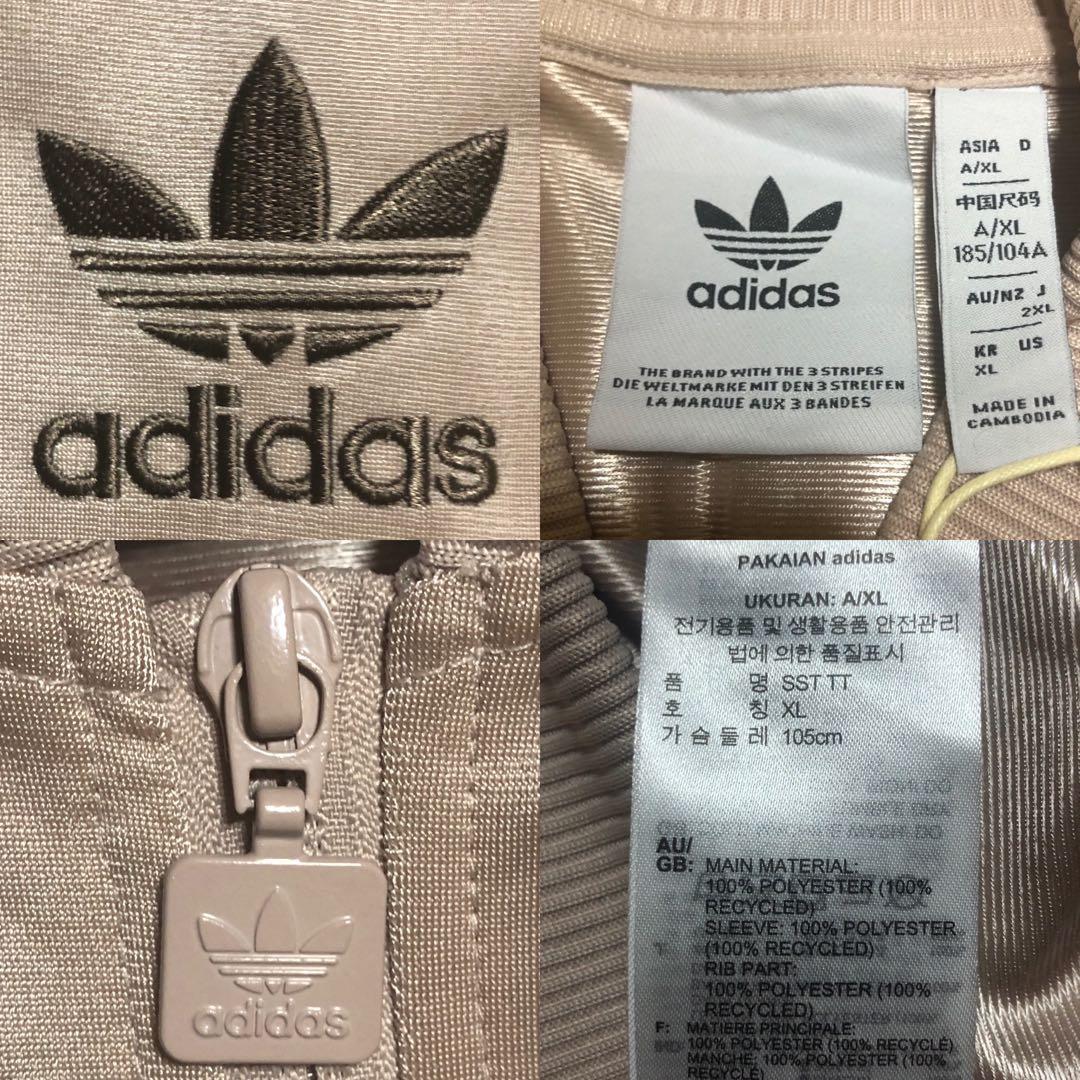 adidas
adidas
THE BRAND WITH THE 3 STRIPES
DIE WELTMARKE MIT DEN 3 STREIFEN
LA MARQUE AUX 3 BANDES
ASIA D
A/XL
中国尺码
A/XL
185/104A
AU/NZ J
2XL
KR US
XL
MADE IN
CAMBODIA
adidas
PAKAIAN adidas
UKURAN: A/XL
전기용품 및 생활용품 안전관리
법에 의한 품질표시
품 명 SST TT
호 칭 XL
가 슴 둘 레 105cm
AU/
GB: MAIN MATERIAL:
100% POLYESTER (100%
RECYCLED)
SLEEVE: 100% POLYESTER
(100% RECYCLED)
RIB PART:
100% POLYESTER (100%
RECYCLED)
F: MATIERE PRINCIPALE:
100% POLYESTER (100% RECYCLÉ)
MANCHE: 100% POLYESTER (100%
RECYCLÉ)